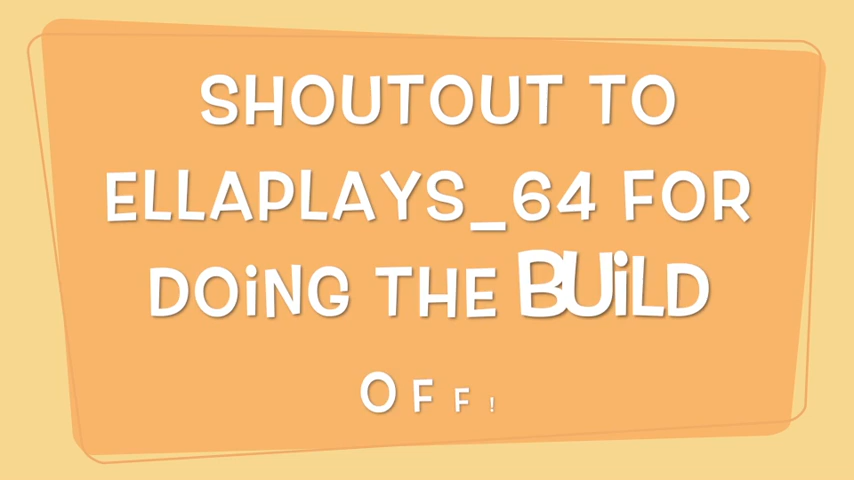 SHOUTOUT TO
ELLAPLAYS_64 FOR
DOiNG THE BUiLD
OFF!